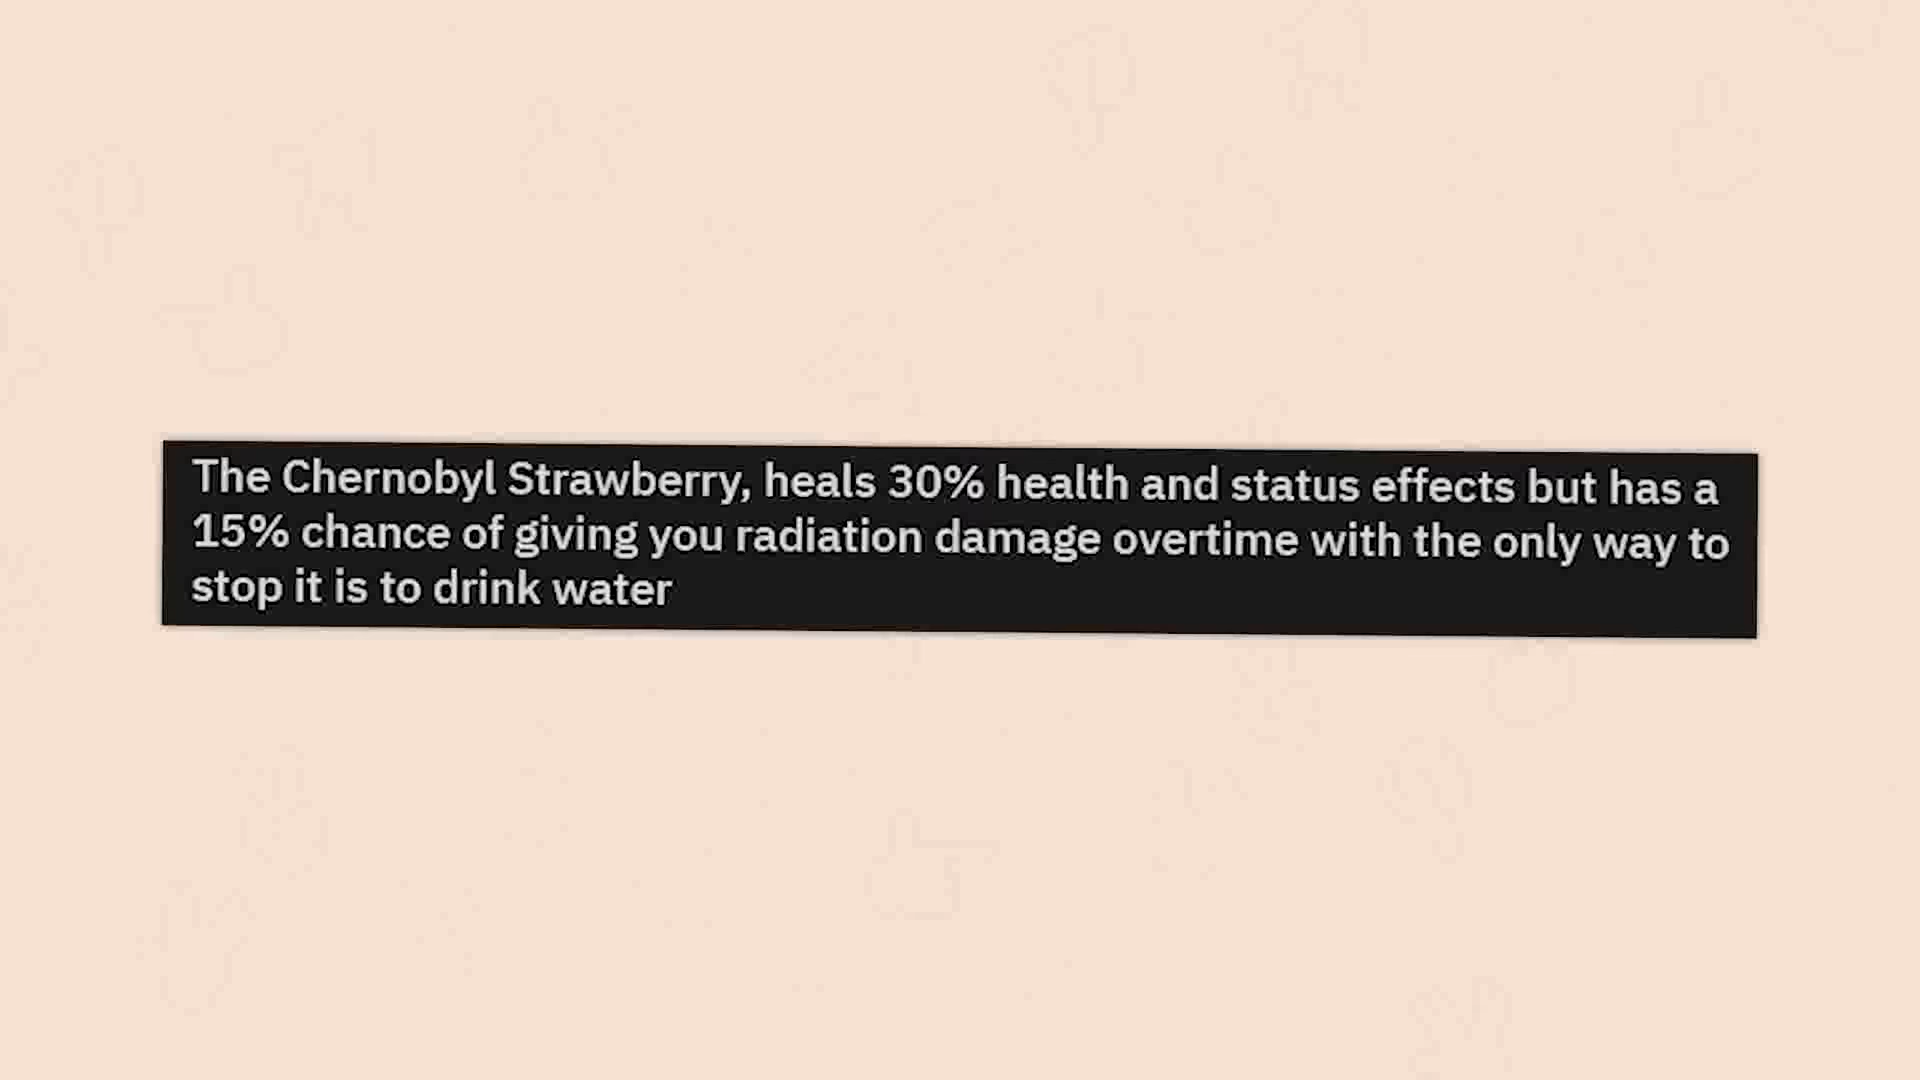 The Chernobyl Strawberry, heals 30% health and status effects but has a
15% chance of giving you radiation damage overtime with the only way to
stop it is to drink water